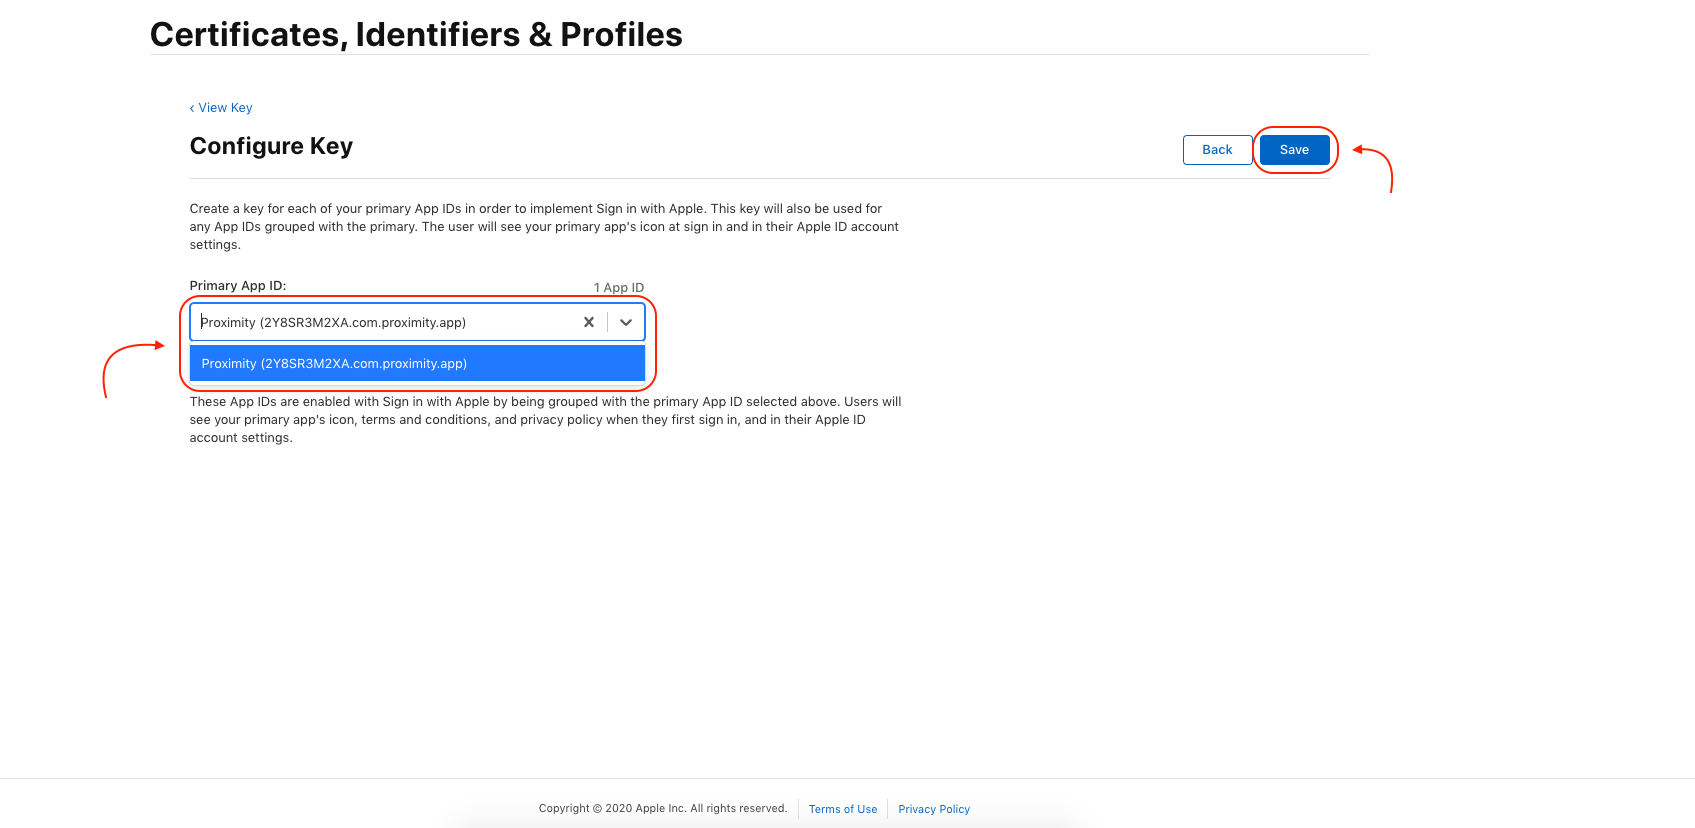 Certificates, Identifiers & Profiles
‹ View Key
Configure Key
Back
Save
Create a key for each of your primary App IDs in order to implement Sign in with Apple. This key will also be used for
any App IDs grouped with the primary. The user will see your primary app's icon at sign in and in their Apple ID account
settings.
Primary App ID:
1 App ID
Proximity (2Y8SR3M2XA.com.proximity.app)
Proximity (2Y8SR3M2XA.com.proximity.app)
These App IDs are enabled with Sign in with Apple by being grouped with the primary App ID selected above. Users will
see your primary app's icon, terms and conditions, and privacy policy when they first sign in, and in their Apple ID
account settings.
Copyright © 2020 Apple Inc. All rights reserved.
Terms of Use
Privacy Policy